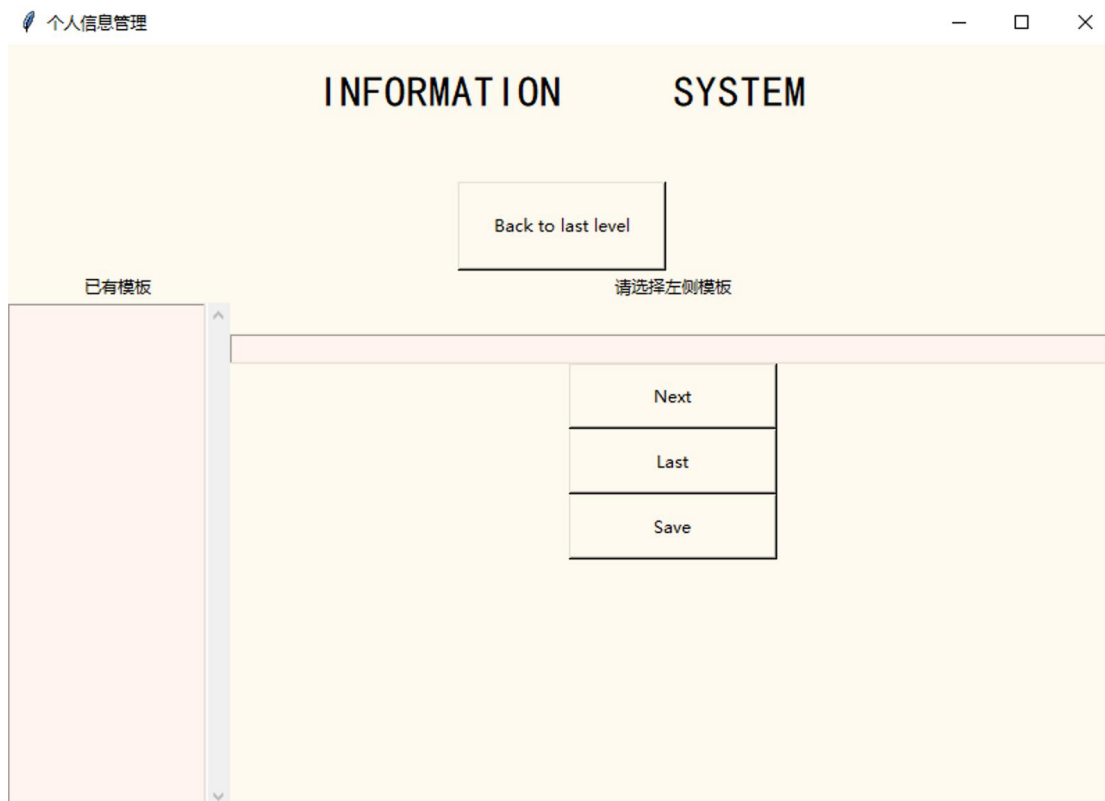 个人信息管理
INFORMATION SYSTEM
Back to last level
已有模板
请选择左侧模板
Next
Last
Save